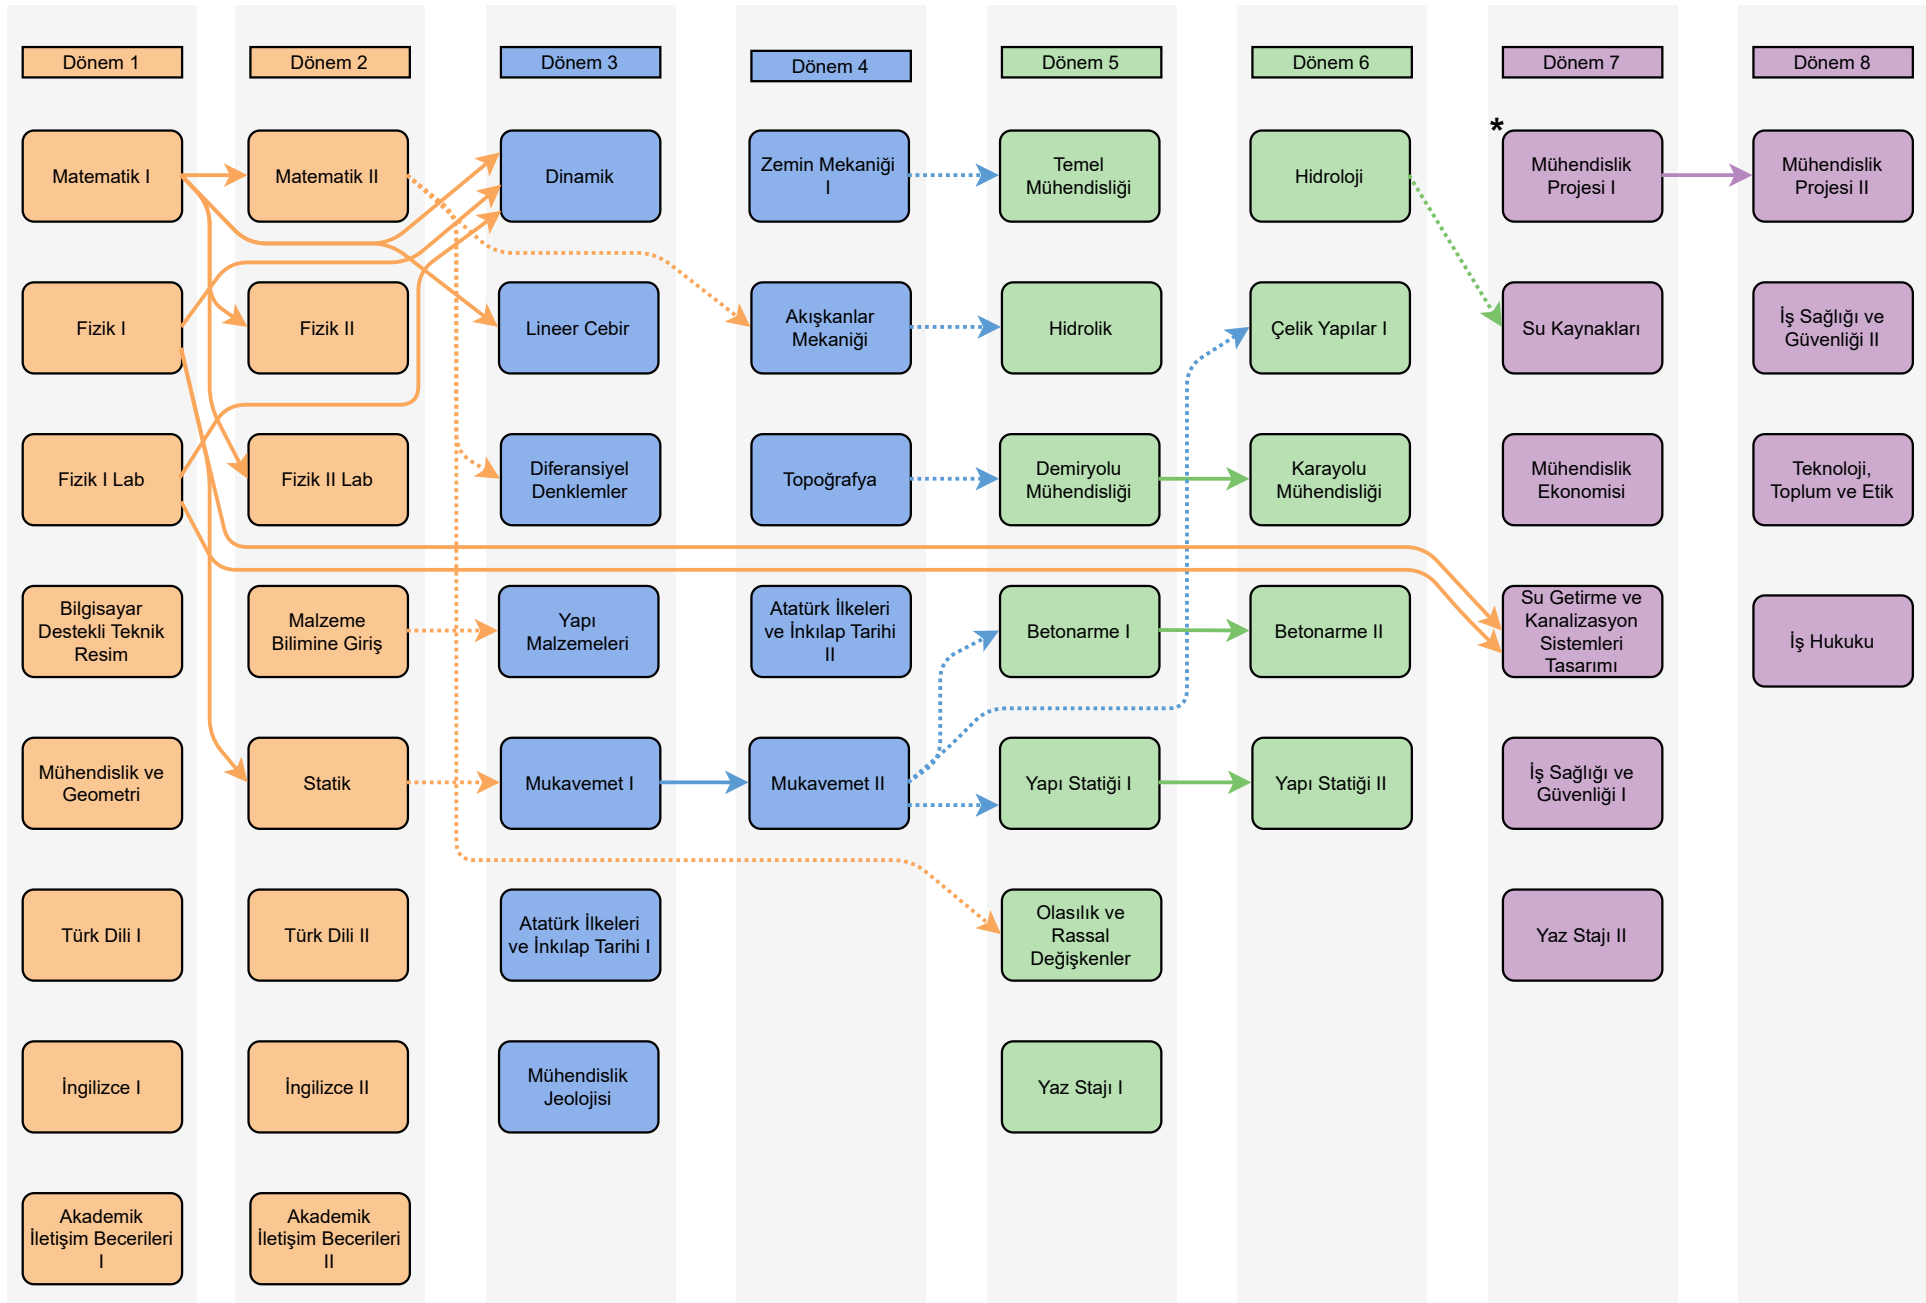 Dönem 1
Dönem 2
Dönem 3
Dönem 4
Dönem 5
Dönem 6
Dönem 7
Dönem 8
Matematik I
Matematik II
Dinamik
Zemin Mekaniği
I
Temel
Mühendisliği
Hidroloji
*
Mühendislik
Projesi I
Mühendislik
Projesi II
Fizik I
Fizik II
Lineer Cebir
Akışkanlar
Mekaniği
Hidrolik
Çelik Yapılar I
Su Kaynakları
İş Sağlığı ve
Güvenliği II
Fizik I Lab
Fizik II Lab
Diferansiyel
Denklemler
Topoğrafya
Demiryolu
Mühendisliği
Karayolu
Mühendisliği
Mühendislik
Ekonomisi
Teknoloji,
Toplum ve Etik
Bilgisayar
Destekli Teknik
Resim
Malzeme
Bilimine Giriş
Yapı
Malzemeleri
Atatürk İlkeleri
ve İnkılap Tarihi
II
Betonarme I
Betonarme II
Su Getirme ve
Kanalizasyon
Sistemleri
Tasarımı
İş Hukuku
Mühendislik ve
Geometri
Statik
Mukavemet I
Mukavemet II
Yapı Statiği I
Yapı Statiği II
İş Sağlığı ve
Güvenliği I
Türk Dili I
Türk Dili II
Atatürk İlkeleri
ve İnkılap Tarihi I
Olasılık ve
Rassal
Değişkenler
Yaz Stajı II
İngilizce I
İngilizce II
Mühendislik
Jeolojisi
Yaz Stajı I
Akademik
İletişim Becerileri
I
Akademik
İletişim Becerileri
II